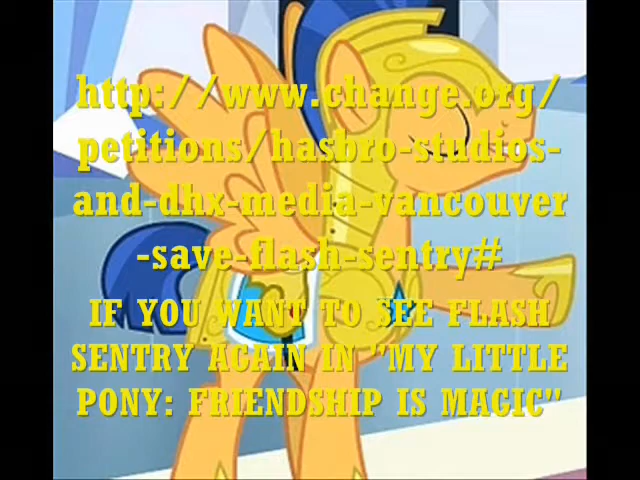 http://www.change.org/
petitions/hasbro-studios-
and-dhx-media-vancouver
-save-flash-sentry#
IF YOU WANT TO SEE FLASH
SENTRY AGAIN IN "MY LITTLE
PONY: FRIENDSHIP IS MAGIC"